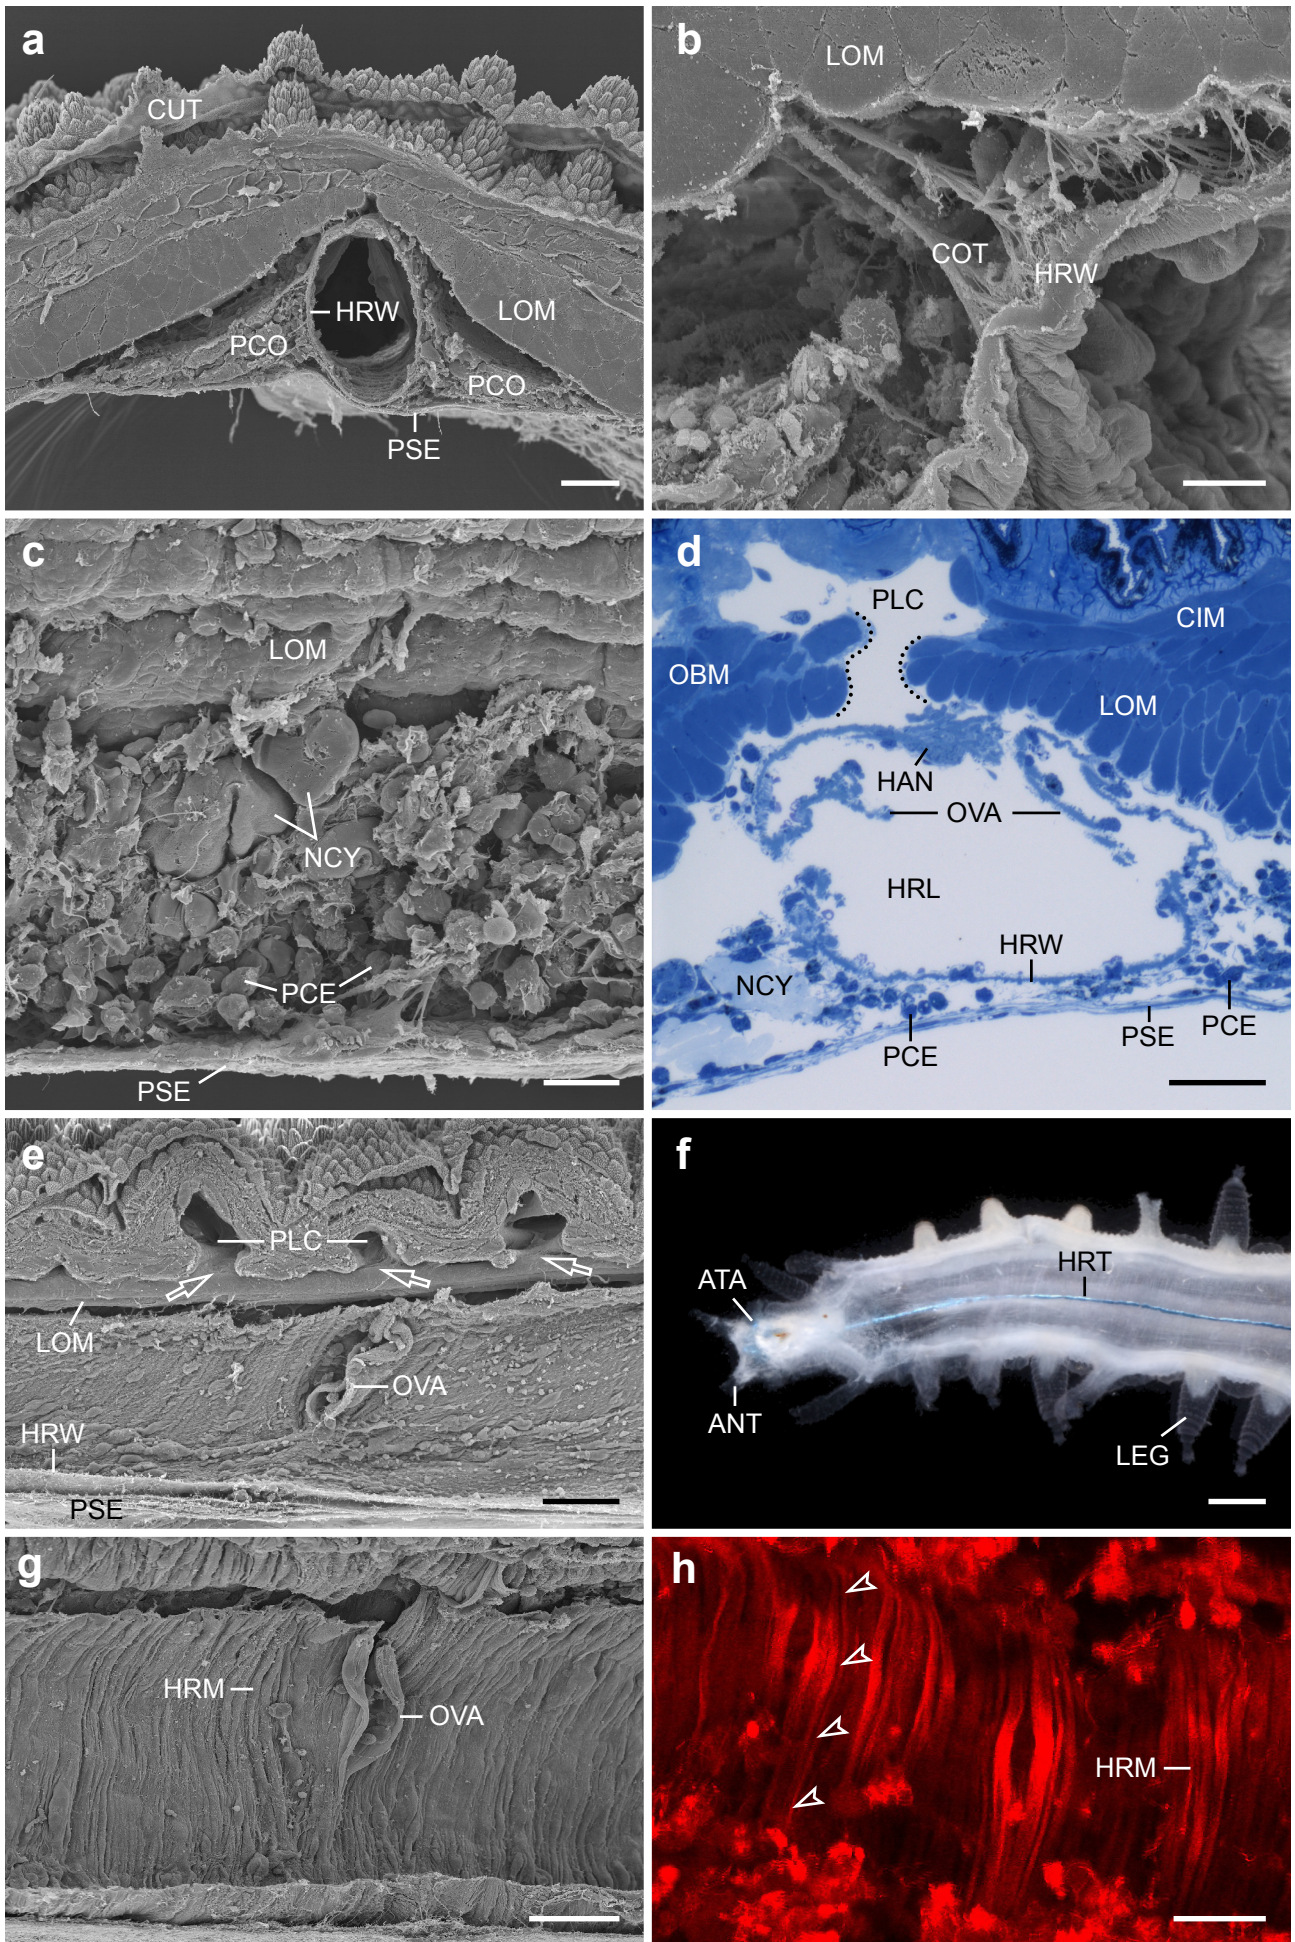 a
CUT
HRW
LOM
PCO
PCO
PSE
b
LOM
COT
HRW
c
LOM
NCY
PCE
PSE
d
PLC
CIM
OBM
LOM
HAN
OVA
HRL
HRW
NCY
PCE
PSE
PCE
e
PLC
LOM
OVA
HRW
PSE
f
ATA
HRT
ANT
LEG
g
HRM
OVA
h
HRM